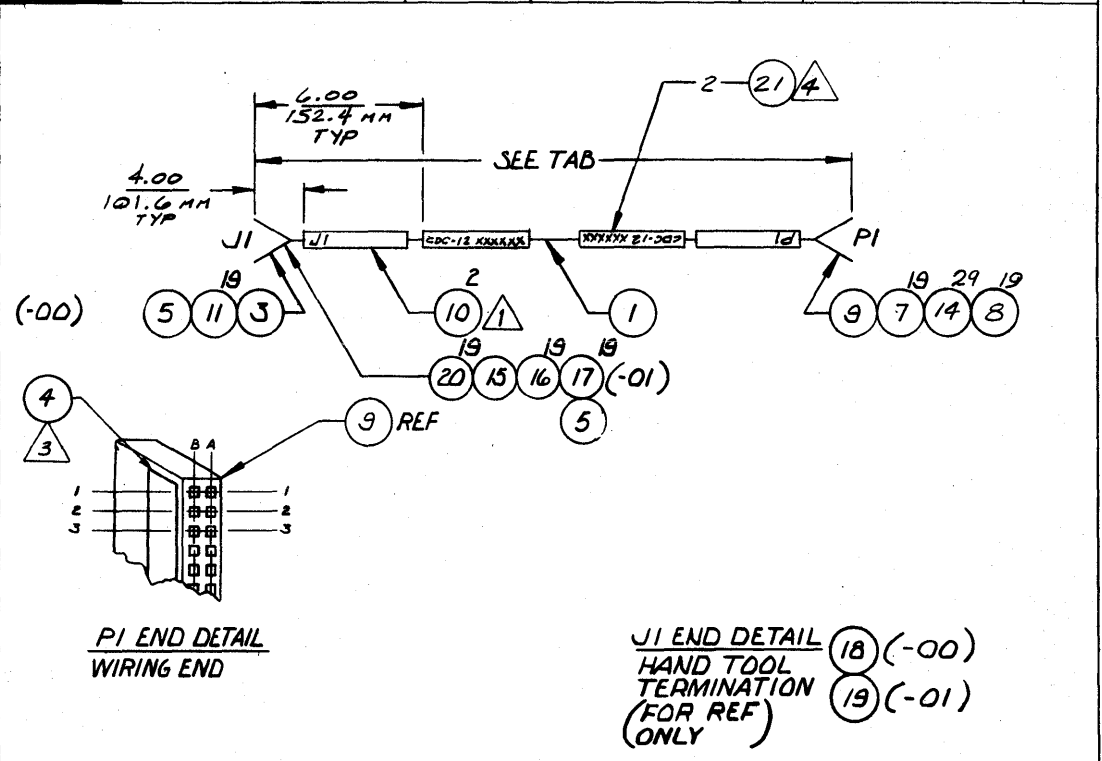 6.00
152.4 MM
TYP
2 21 4
SEE TAB
4.00
101.6 MM
TYP
J1 J1 CDC-12 XXXXXX CDC-12 XXXXXX P1 P1
(-00) 5 11 19 3
2
10 1
1
9 19 7 29 14 19 8
20 19 15 19 16 19 17 (-01)
5
4
3
9 REF
B A
1 1
2 2
3 3
P1 END DETAIL
WIRING END
J1 END DETAIL 18 (-00)
HAND TOOL
TERMINATION 19 (-01)
(FOR REF)
(ONLY